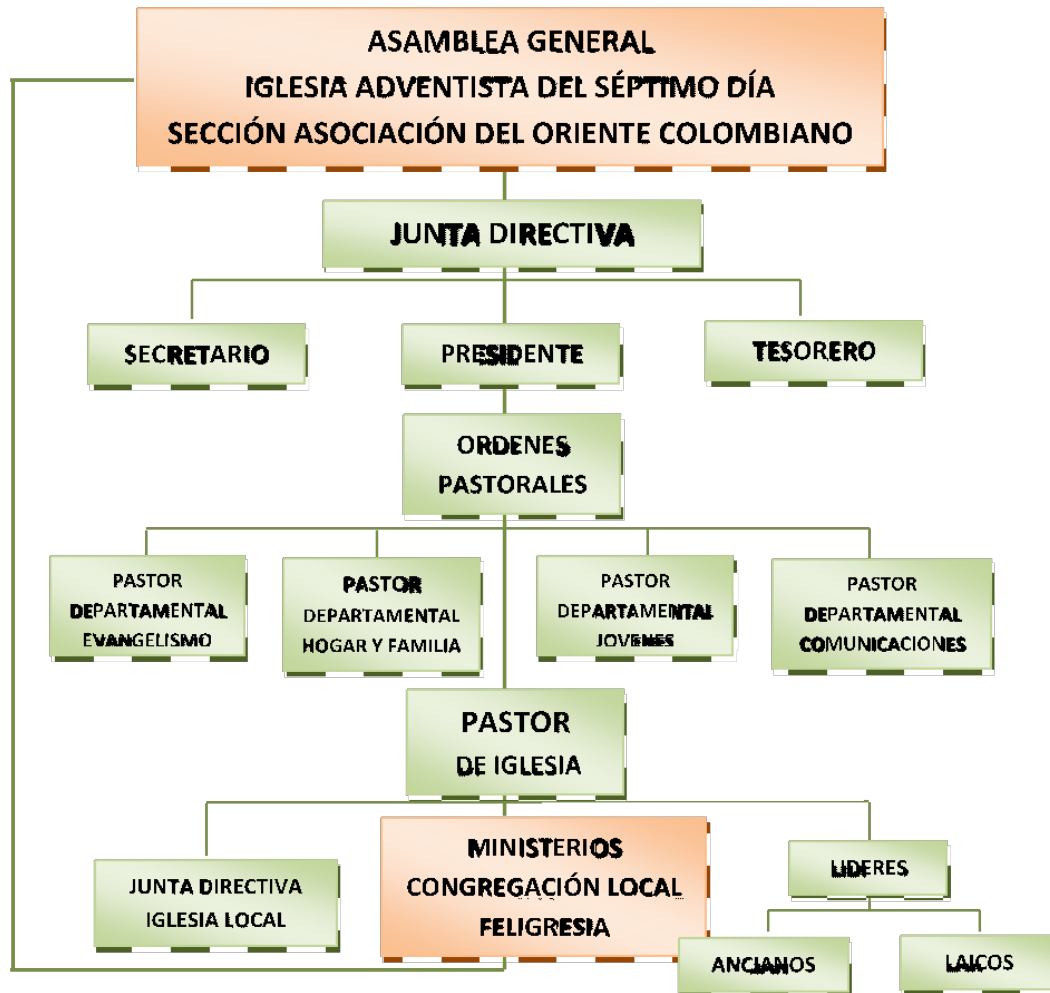 ASAMBLEA GENERAL
IGLESIA ADVENTISTA DEL SÉPTIMO DÍA
SECCIÓN ASOCIACIÓN DEL ORIENTE COLOMBIANO
JUNTA DIRECTIVA
SECRETARIO
PRESIDENTE
TESORERO
ORDENES
PASTORALES
PASTOR
DEPARTAMENTAL
EVANGELISMO
PASTOR
DEPARTAMENTAL
HOGAR Y FAMILIA
PASTOR
DEPARTAMENTAL
JOVENES
PASTOR
DEPARTAMENTAL
COMUNICACIONES
PASTOR
DE IGLESIA
JUNTA DIRECTIVA
IGLESIA LOCAL
MINISTERIOS
CONGREGACIÓN LOCAL
FELIGRESIA
LIDERES
ANCIANOS
LAICOS